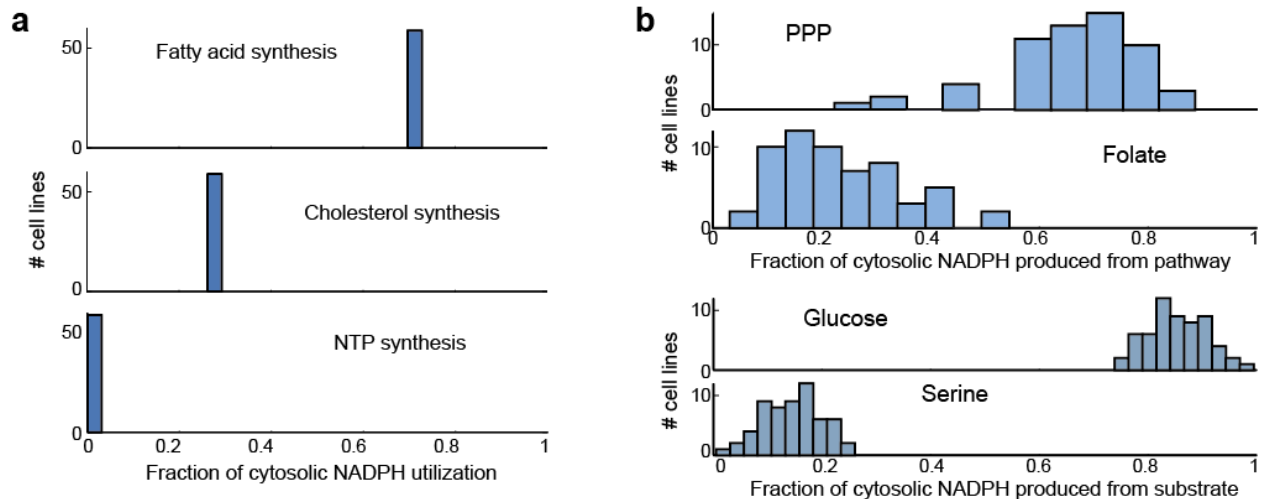 a
50
Fatty acid synthesis
0
# cell lines
50
Cholesterol synthesis
0
50
NTP synthesis
0
0 0.2 0.4 0.6 0.8 1
Fraction of cytosolic NADPH utilization
b
PPP
10
0
# cell lines
10
Folate
0
0 0.2 0.4 0.6 0.8 1
Fraction of cytosolic NADPH produced from pathway
10
Glucose
0
# cell lines
10
Serine
0
0 0.2 0.4 0.6 0.8 1
Fraction of cytosolic NADPH produced from substrate